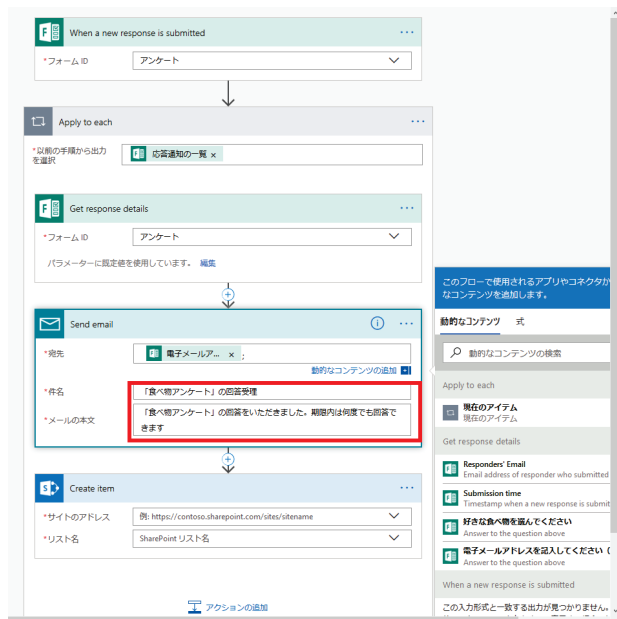 When a new response is submitted
*フォーム ID
アンケート
Apply to each
*以前の手順から出力
を選択
応答通知の一覧 ×
Get response details
*フォーム ID
アンケート
パラメーターに既定値を使用しています。 編集
Send email
*宛先
電子メールア... × ;
動的なコンテンツの追加
*件名
「食べ物アンケート」の回答受理
*メールの本文
「食べ物アンケート」の回答をいただきました。期限内は何度でも回答で
きます
Create item
*サイトのアドレス
例: https://contoso.sharepoint.com/sites/sitename
*リスト名
SharePoint リスト名
アクションの追加
このフローで使用されるアプリやコネクタか
なコンテンツを追加します。
動的なコンテンツ 式
動的なコンテンツの検索
Apply to each
現在のアイテム
現在のアイテム
Get response details
Responders' Email
Email address of responder who submitted
Submission time
Timestamp when a new response is submit
好きな食べ物を選んでください
Answer to the question above
電子メールアドレスを記入してください（
Answer to the question above
When a new response is submitted
この入力形式と一致する出力が見つかりません。